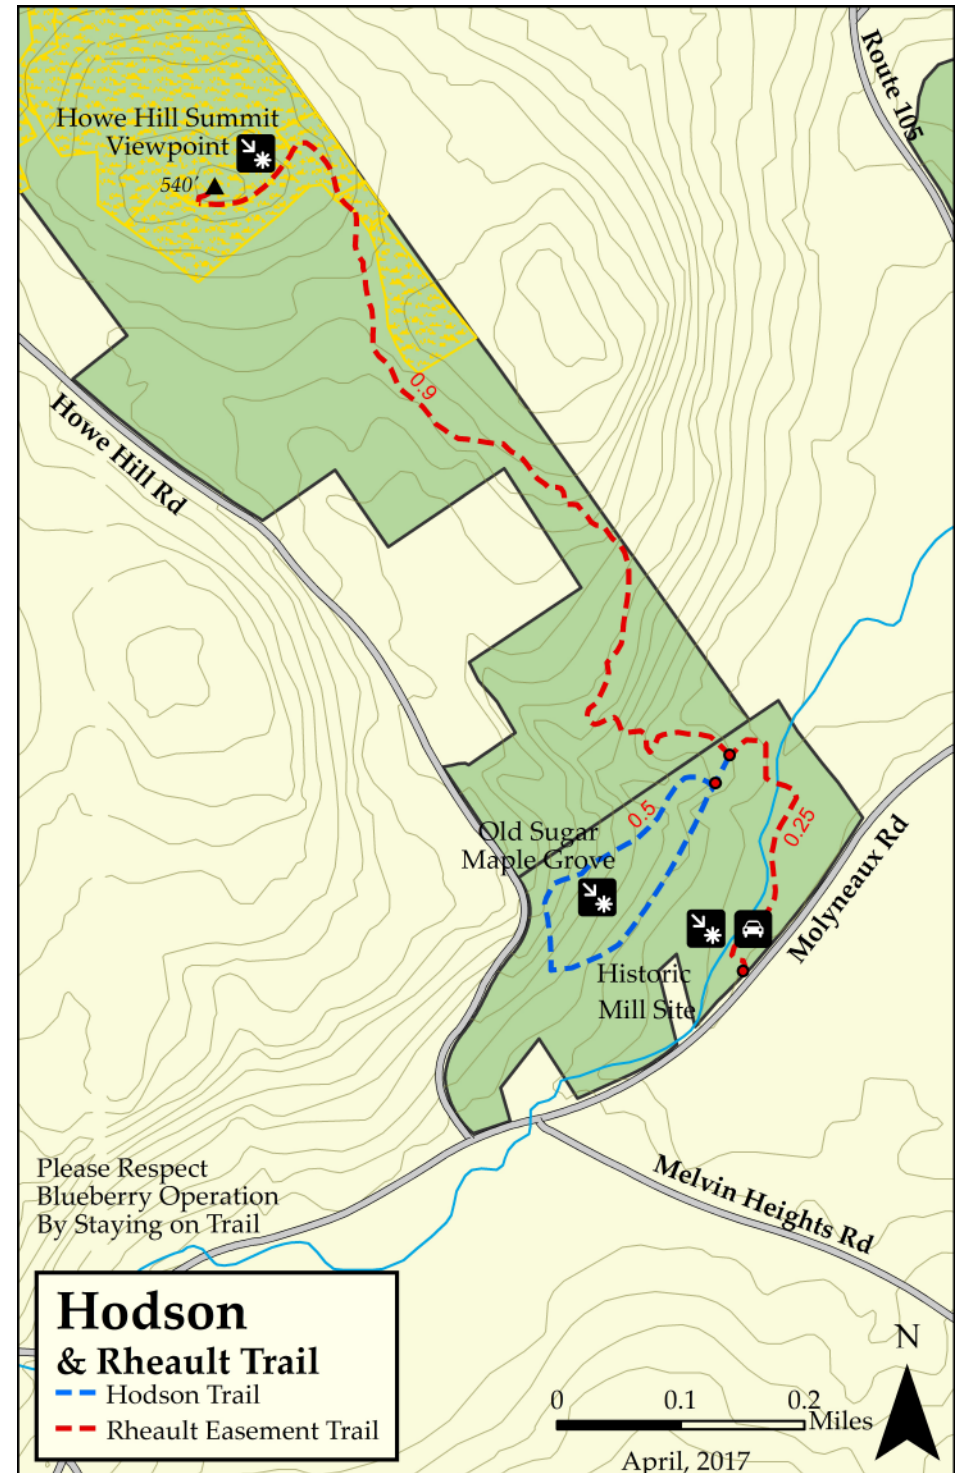 Route 105
Howe Hill Summit
Viewpoint
540'
0.9
Howe Hill Rd
0.5
0.25
Old Sugar
Maple Grove
Molyneaux Rd
Historic
Mill Site
Please Respect
Blueberry Operation
By Staying on Trail
Melvin Heights Rd
Hodson
& Rheault Trail
Hodson Trail
Rheault Easement Trail
N
0 0.1 0.2
Miles
April, 2017